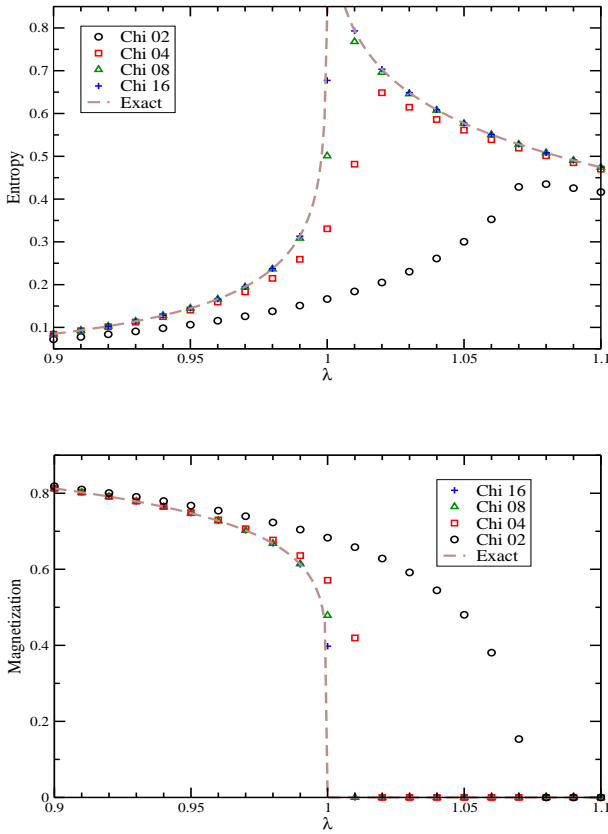 0.8
0.7
0.6
0.5
0.4
0.3
0.2
0.1
Entropy
Chi 02
Chi 04
Chi 08
Chi 16
Exact
0.9
0.95
1
1.05
1.1
λ
0.8
0.6
0.4
0.2
0
Magnetization
Chi 16
Chi 08
Chi 04
Chi 02
Exact
0.9
0.95
1
1.05
1.1
λ